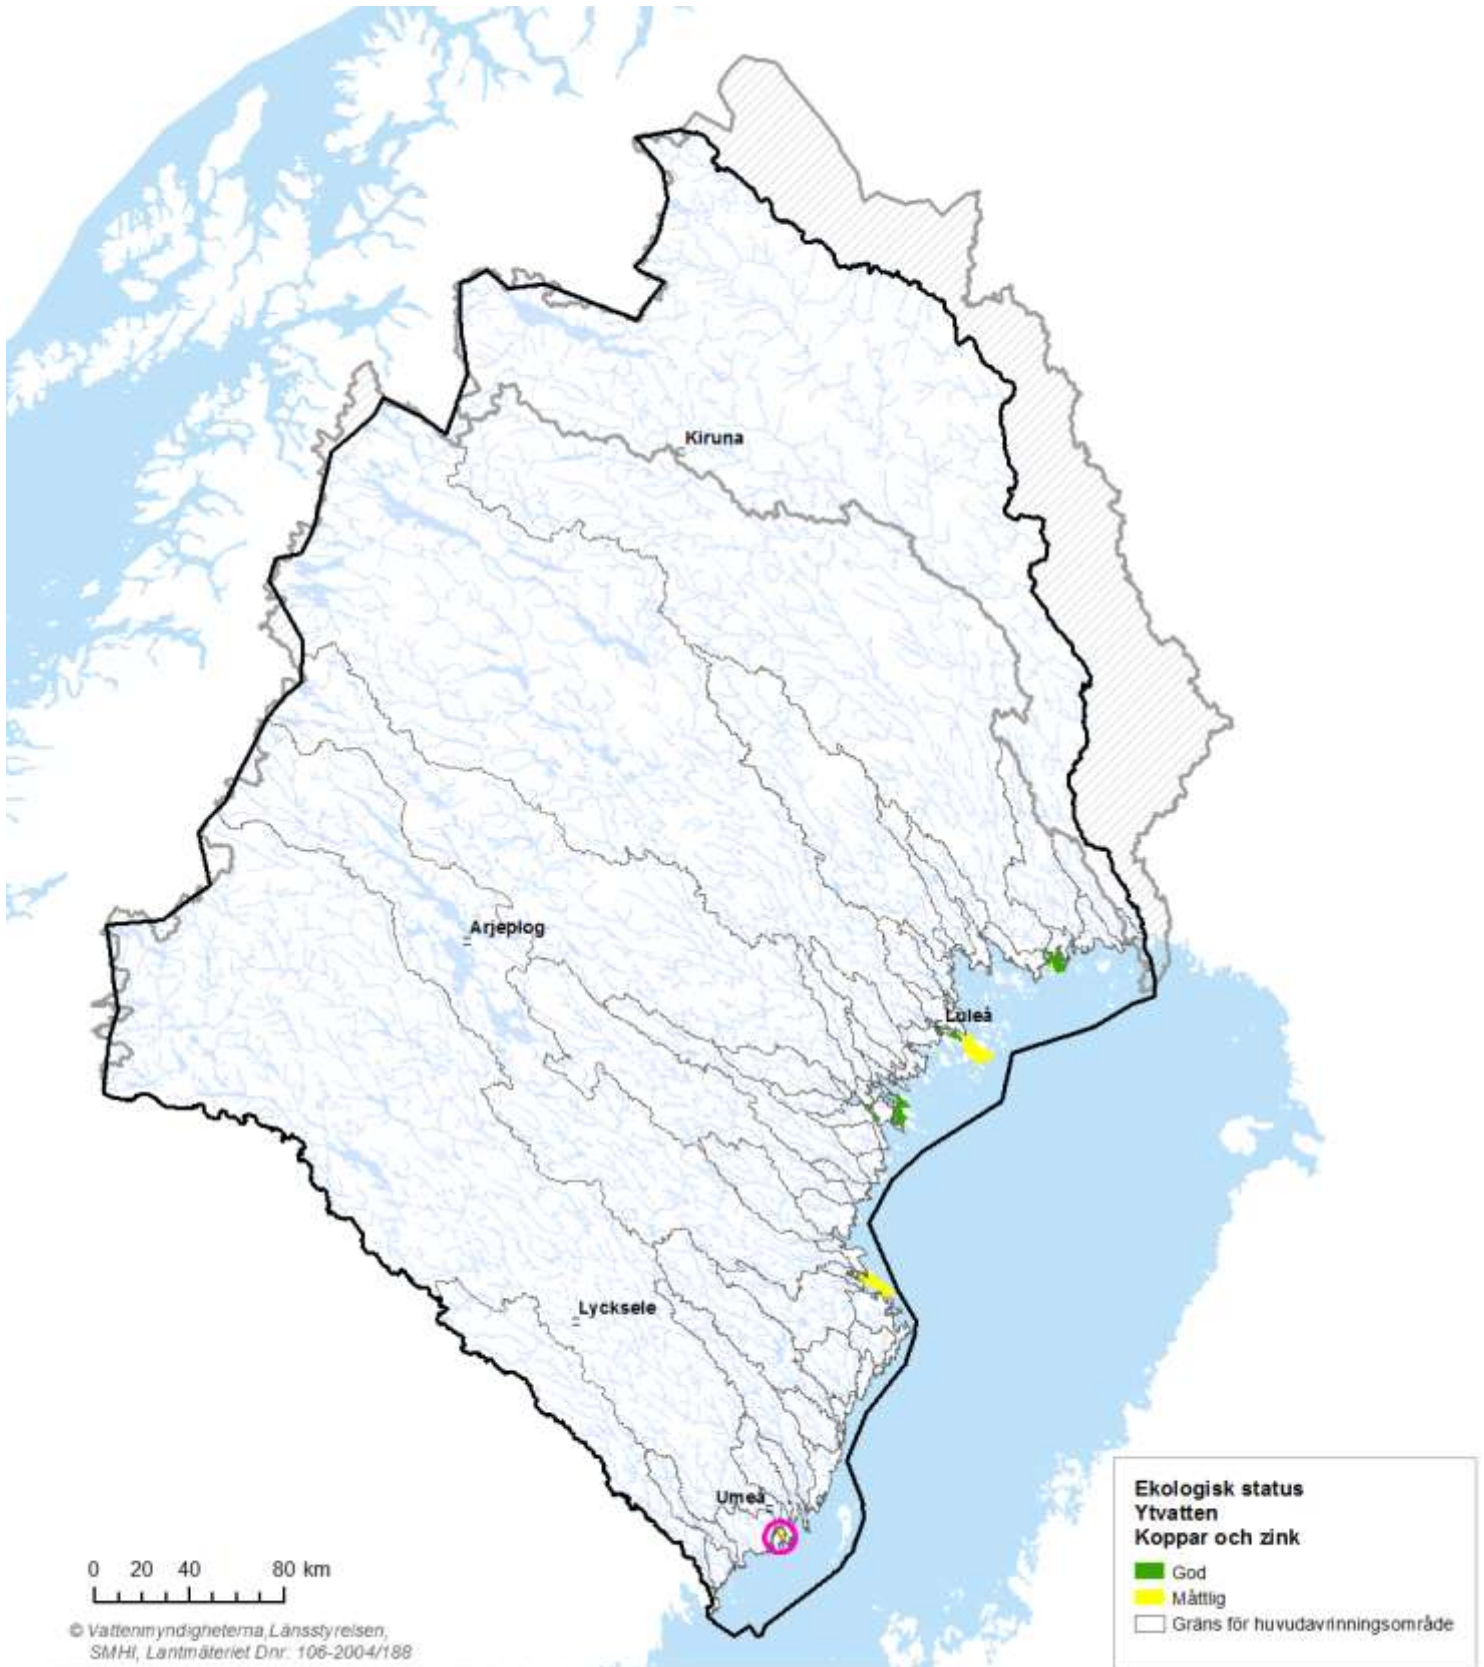 Kiruna
Arjeplog
Luleå
Lycksele
Umeå
Ekologisk status
Ytvatten
Koppar och zink
God
Måttlig
Gräns för huvudavrinningsområde
0 20 40 80 km
© Vattenmyndigheterna,Länsstyrelsen,
SMHI, Lantmäteriet Dnr: 106-2004/188